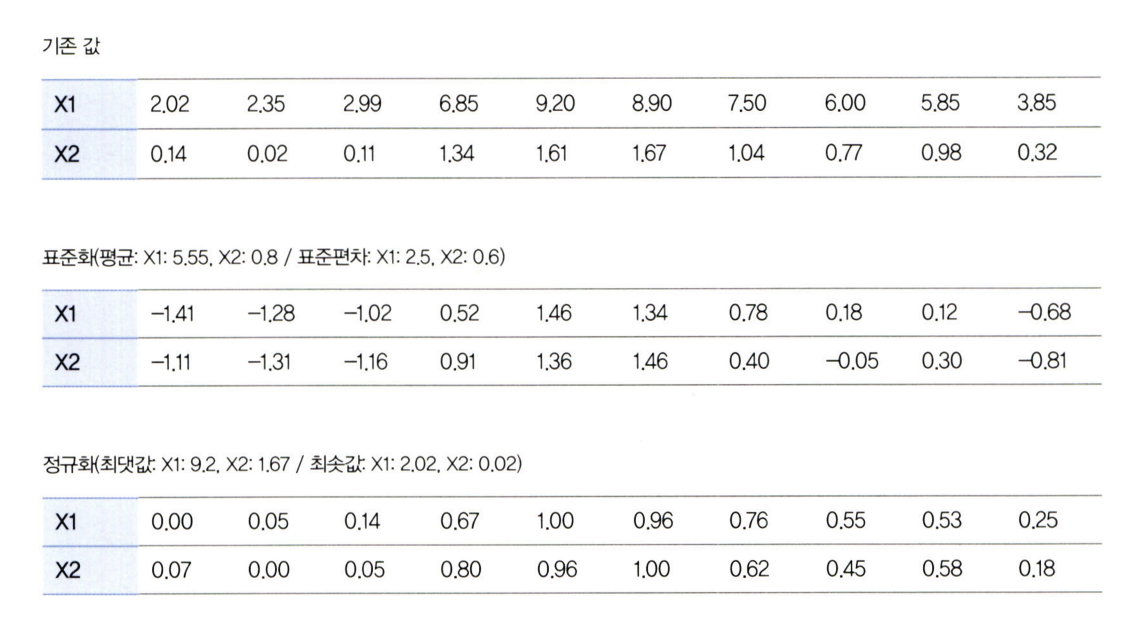 기존 값
X1 2.02 2.35 2.99 6.85 9.20 8.90 7.50 6.00 5.85 3.85
X2 0.14 0.02 0.11 1.34 1.61 1.67 1.04 0.77 0.98 0.32
표준화(평균: X1: 5.55, X2: 0.8 / 표준편차: X1: 2.5, X2: 0.6)
X1 −1.41 −1.28 −1.02 0.52 1.46 1.34 0.78 0.18 0.12 −0.68
X2 −1.11 −1.31 −1.16 0.91 1.36 1.46 0.40 −0.05 0.30 −0.81
정규화(최댓값: X1: 9.2, X2: 1.67 / 최솟값: X1: 2.02, X2: 0.02)
X1 0.00 0.05 0.14 0.67 1.00 0.96 0.76 0.55 0.53 0.25
X2 0.07 0.00 0.05 0.80 0.96 1.00 0.62 0.45 0.58 0.18